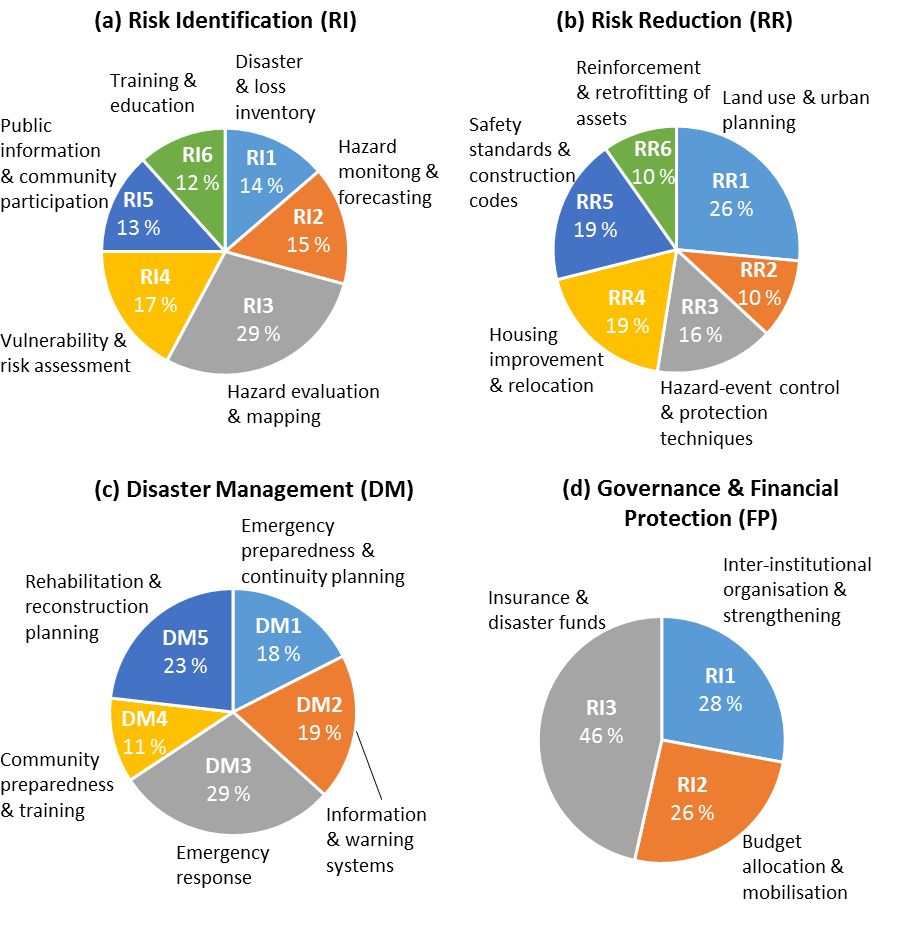 (a) Risk Identification (RI)
Disaster
& loss
inventory
Training &
education
Public
information
& community
participation
Hazard
monitong &
forecasting
RI1
14 %
RI2
15 %
RI3
29 %
RI4
17 %
RI5
13 %
RI6
12 %
Vulnerability &
risk assessment
Hazard evaluation
& mapping
(b) Risk Reduction (RR)
Reinforcement
& retrofitting of
assets
Land use & urban
planning
Safety
standards &
construction
codes
RR1
26 %
RR2
10 %
RR3
16 %
RR4
19 %
RR5
19 %
RR6
10 %
Housing
improvement
& relocation
Hazard-event control
& protection
techniques
(c) Disaster Management (DM)
Emergency
preparedness &
continuity planning
Rehabilitation &
reconstruction
planning
DM1
18 %
DM2
19 %
DM3
29 %
DM4
11 %
DM5
23 %
Community
preparedness
& training
Information
& warning
systems
Emergency
response
(d) Governance & Financial
Protection (FP)
Inter-institutional
organisation &
strengthening
Insurance &
disaster funds
RI1
28 %
RI2
26 %
RI3
46 %
Budget
allocation &
mobilisation